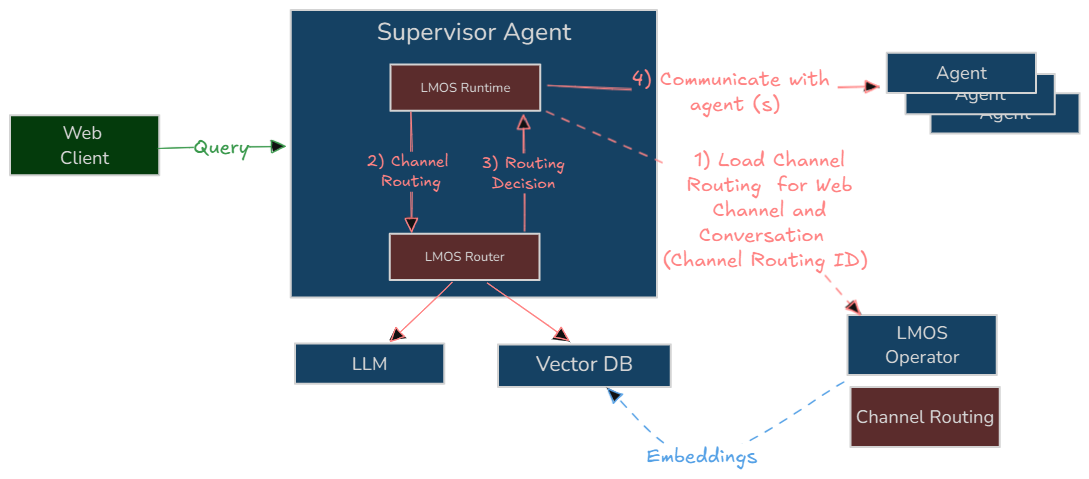 Supervisor Agent
LMOS Runtime
4) Communicate with
agent (s)
Agent
Agent
Agent
Web
Client
Query
2) Channel
Routing
3) Routing
Decision
1) Load Channel
Routing for Web
Channel and
Conversation
(Channel Routing ID)
LMOS Router
LLM
Vector DB
LMOS
Operator
Channel Routing
Embeddings